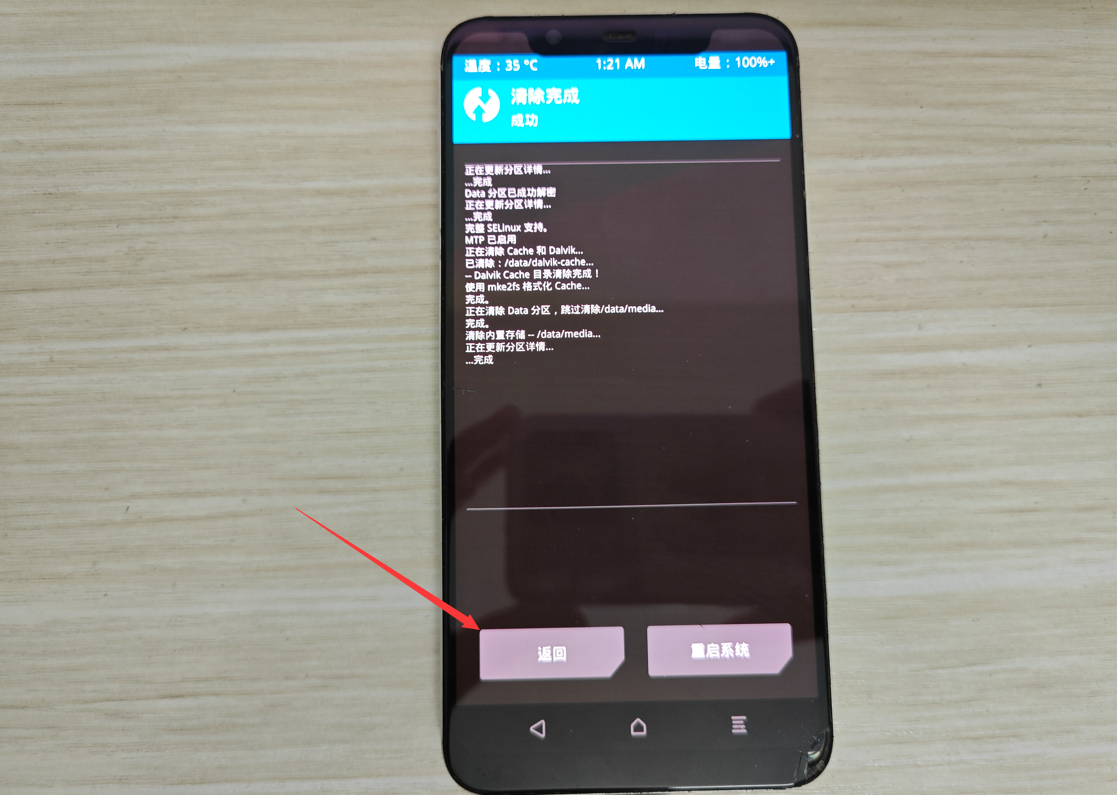 温度：35 °C 1:21 AM 电量：100%+
清除完成
成功
正在更新分区详情...
...完成
Data 分区已成功解密
正在更新分区详情...
...完成
完整 SELinux 支持。
MTP 已启用
正在清除 Cache 和 Dalvik...
已清除：/data/dalvik-cache...
-- Dalvik Cache 目录清除完成！
使用 mke2fs 格式化 Cache...
完成。
正在清除 Data 分区，跳过清除/data/media...
完成。
清除内置存储 -- /data/media...
正在更新分区详情...
...完成
返回 重启系统